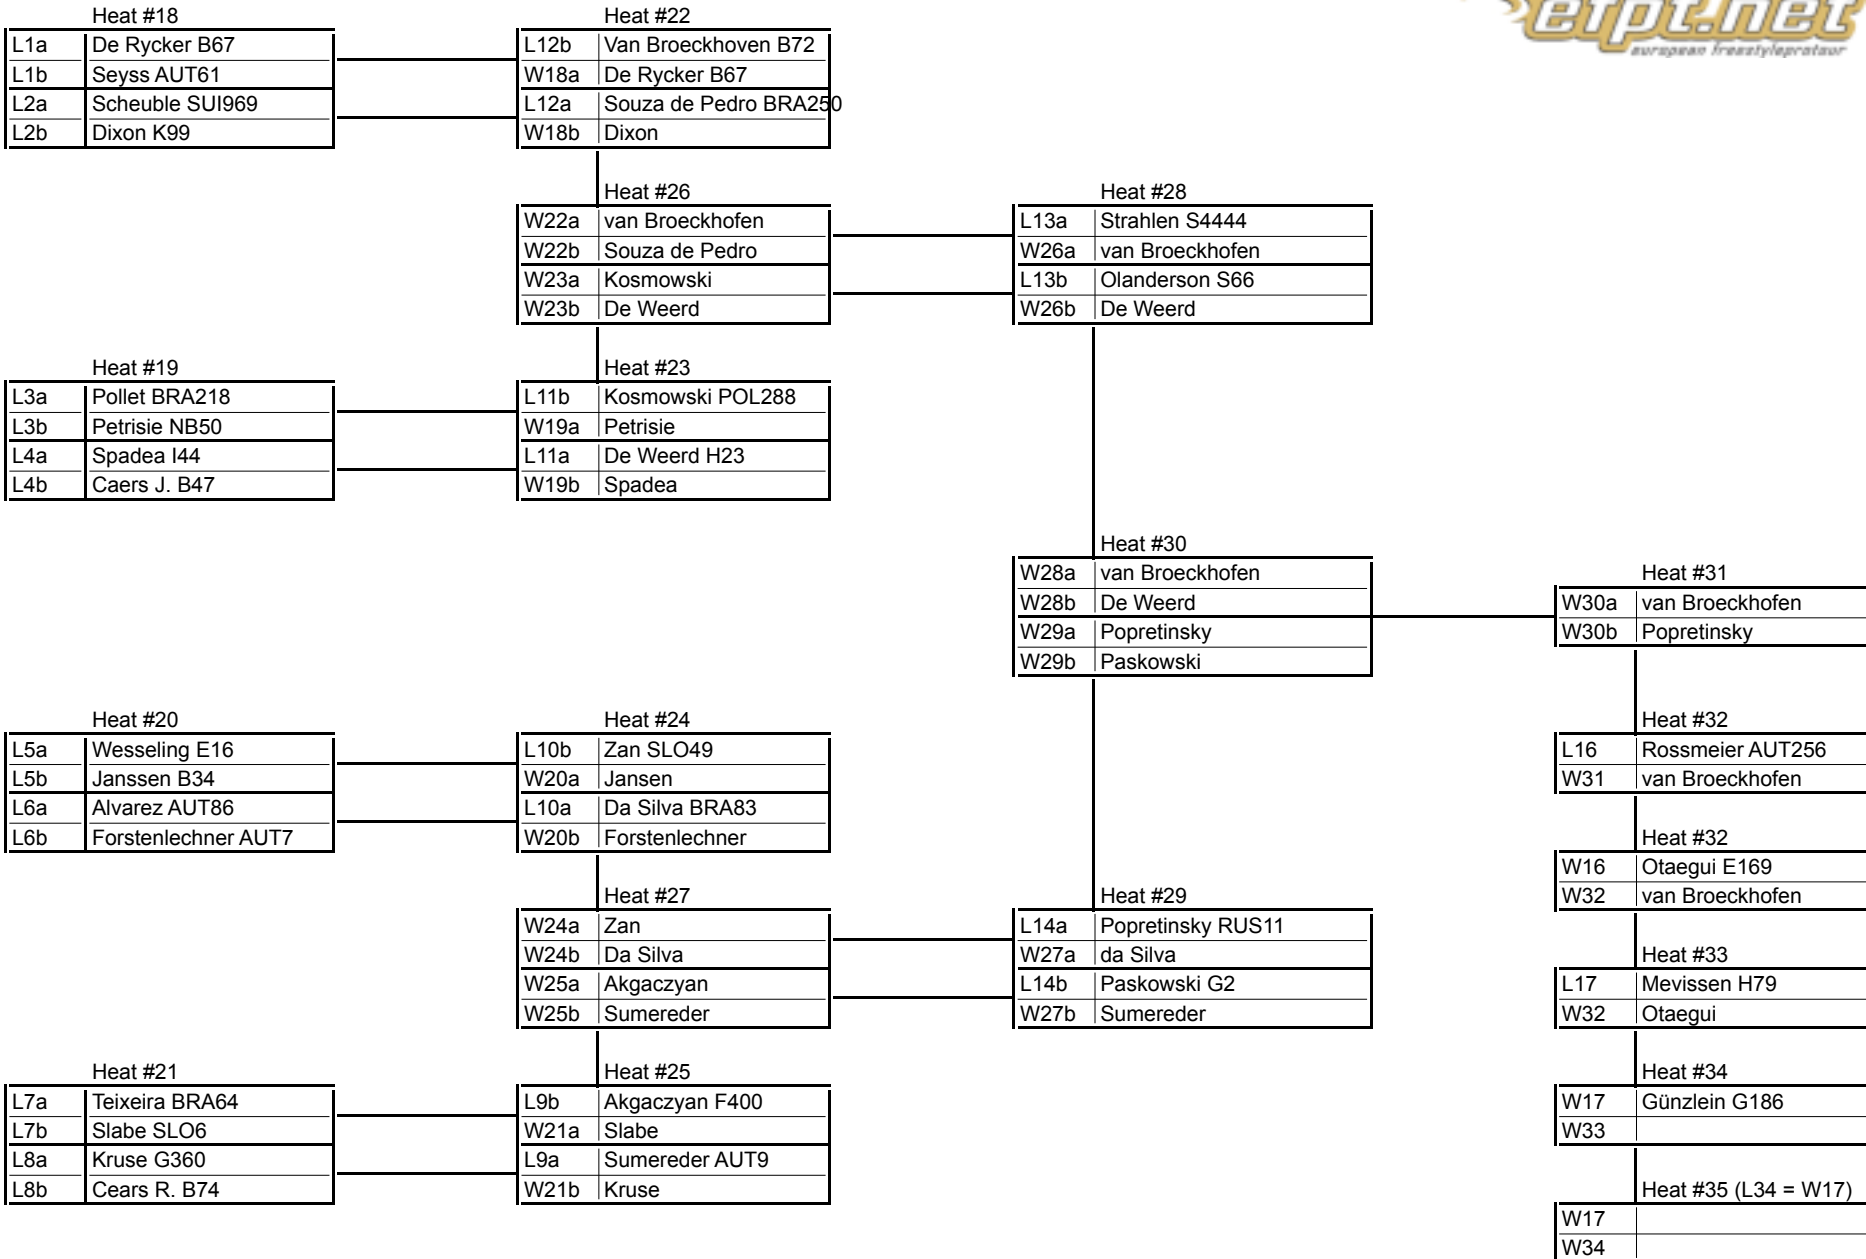 efpt.net
european freestyleprotour
Heat #18
L1a De Rycker B67
L1b Seyss AUT61
L2a Scheuble SUI969
L2b Dixon K99
Heat #22
L12b Van Broeckhoven B72
W18a De Rycker B67
L12a Souza de Pedro BRA250
W18b Dixon
Heat #26
W22a van Broeckhofen
W22b Souza de Pedro
W23a Kosmowski
W23b De Weerd
Heat #28
L13a Strahlen S4444
W26a van Broeckhofen
L13b Olanderson S66
W26b De Weerd
Heat #19
L3a Pollet BRA218
L3b Petrisie NB50
L4a Spadea I44
L4b Caers J. B47
Heat #23
L11b Kosmowski POL288
W19a Petrisie
L11a De Weerd H23
W19b Spadea
Heat #30
W28a van Broeckhofen
W28b De Weerd
W29a Popretinsky
W29b Paskowski
Heat #31
W30a van Broeckhofen
W30b Popretinsky
Heat #20
L5a Wesseling E16
L5b Janssen B34
L6a Alvarez AUT86
L6b Forstenlechner AUT7
Heat #24
L10b Zan SLO49
W20a Jansen
L10a Da Silva BRA83
W20b Forstenlechner
Heat #32
L16 Rossmeier AUT256
W31 van Broeckhofen
Heat #32
W16 Otaegui E169
W32 van Broeckhofen
Heat #27
W24a Zan
W24b Da Silva
W25a Akgaczyan
W25b Sumereder
Heat #29
L14a Popretinsky RUS11
W27a da Silva
L14b Paskowski G2
W27b Sumereder
Heat #33
L17 Mevissen H79
W32 Otaegui
Heat #21
L7a Teixeira BRA64
L7b Slabe SLO6
L8a Kruse G360
L8b Cears R. B74
Heat #25
L9b Akgaczyan F400
W21a Slabe
L9a Sumereder AUT9
W21b Kruse
Heat #34
W17 Günzlein G186
W33
Heat #35 (L34 = W17)
W17
W34